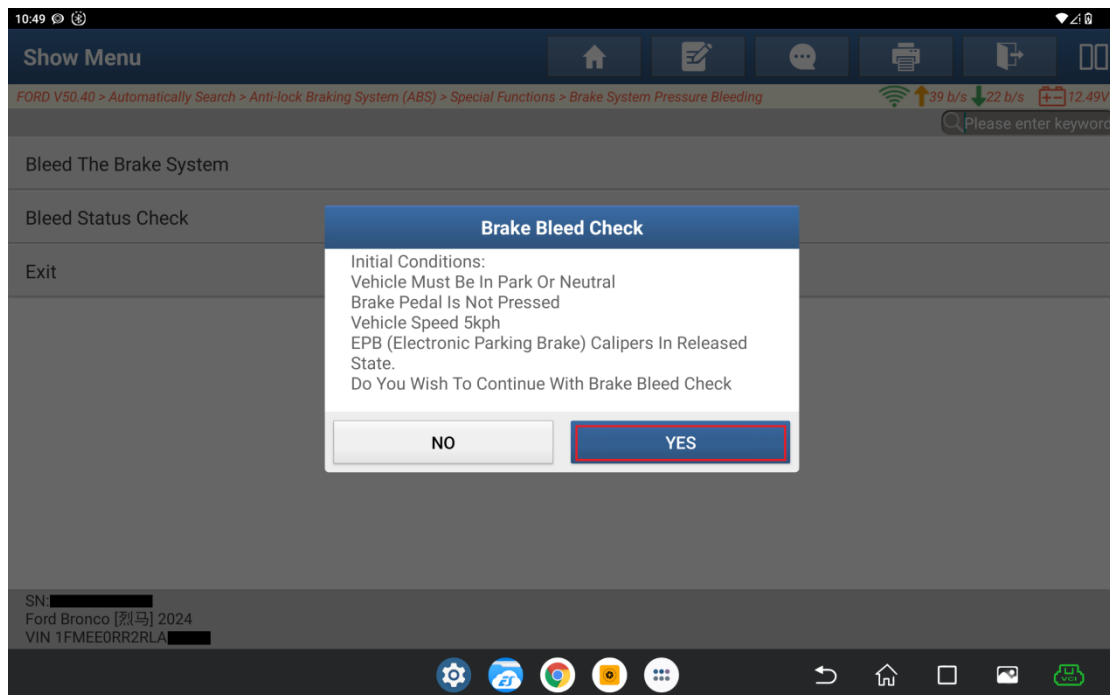 10:49
Show Menu
FORD V50.40 > Automatically Search > Anti-lock Braking System (ABS) > Special Functions > Brake System Pressure Bleeding
39 b/s 22 b/s 12.49V
Please enter keyword
Bleed The Brake System
Bleed Status Check
Exit
Brake Bleed Check
Initial Conditions:
Vehicle Must Be In Park Or Neutral
Brake Pedal Is Not Pressed
Vehicle Speed 5kph
EPB (Electronic Parking Brake) Calipers In Released
State.
Do You Wish To Continue With Brake Bleed Check
NO
YES
SN:
Ford Bronco [烈马] 2024
VIN 1FMEE0RR2RLA
ES
VCI